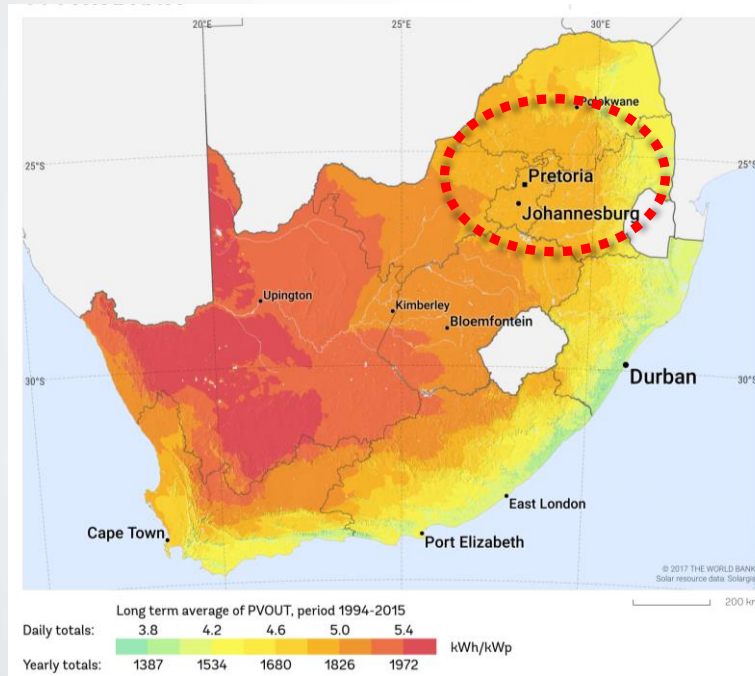 20°E 25°E 30°E
Polokwane
25°S 25°S
Pretoria
Johannesburg
Upington
Kimberley
Bloemfontein
30°S 30°S
Durban
East London
Cape Town
Port Elizabeth
© 2017 THE WORLD BANK
Solar resource data: Solargis
200 km
Long term average of PVOUT, period 1994-2015
Daily totals: 3.8 4.2 4.6 5.0 5.4 kWh/kWp
Yearly totals: 1387 1534 1680 1826 1972